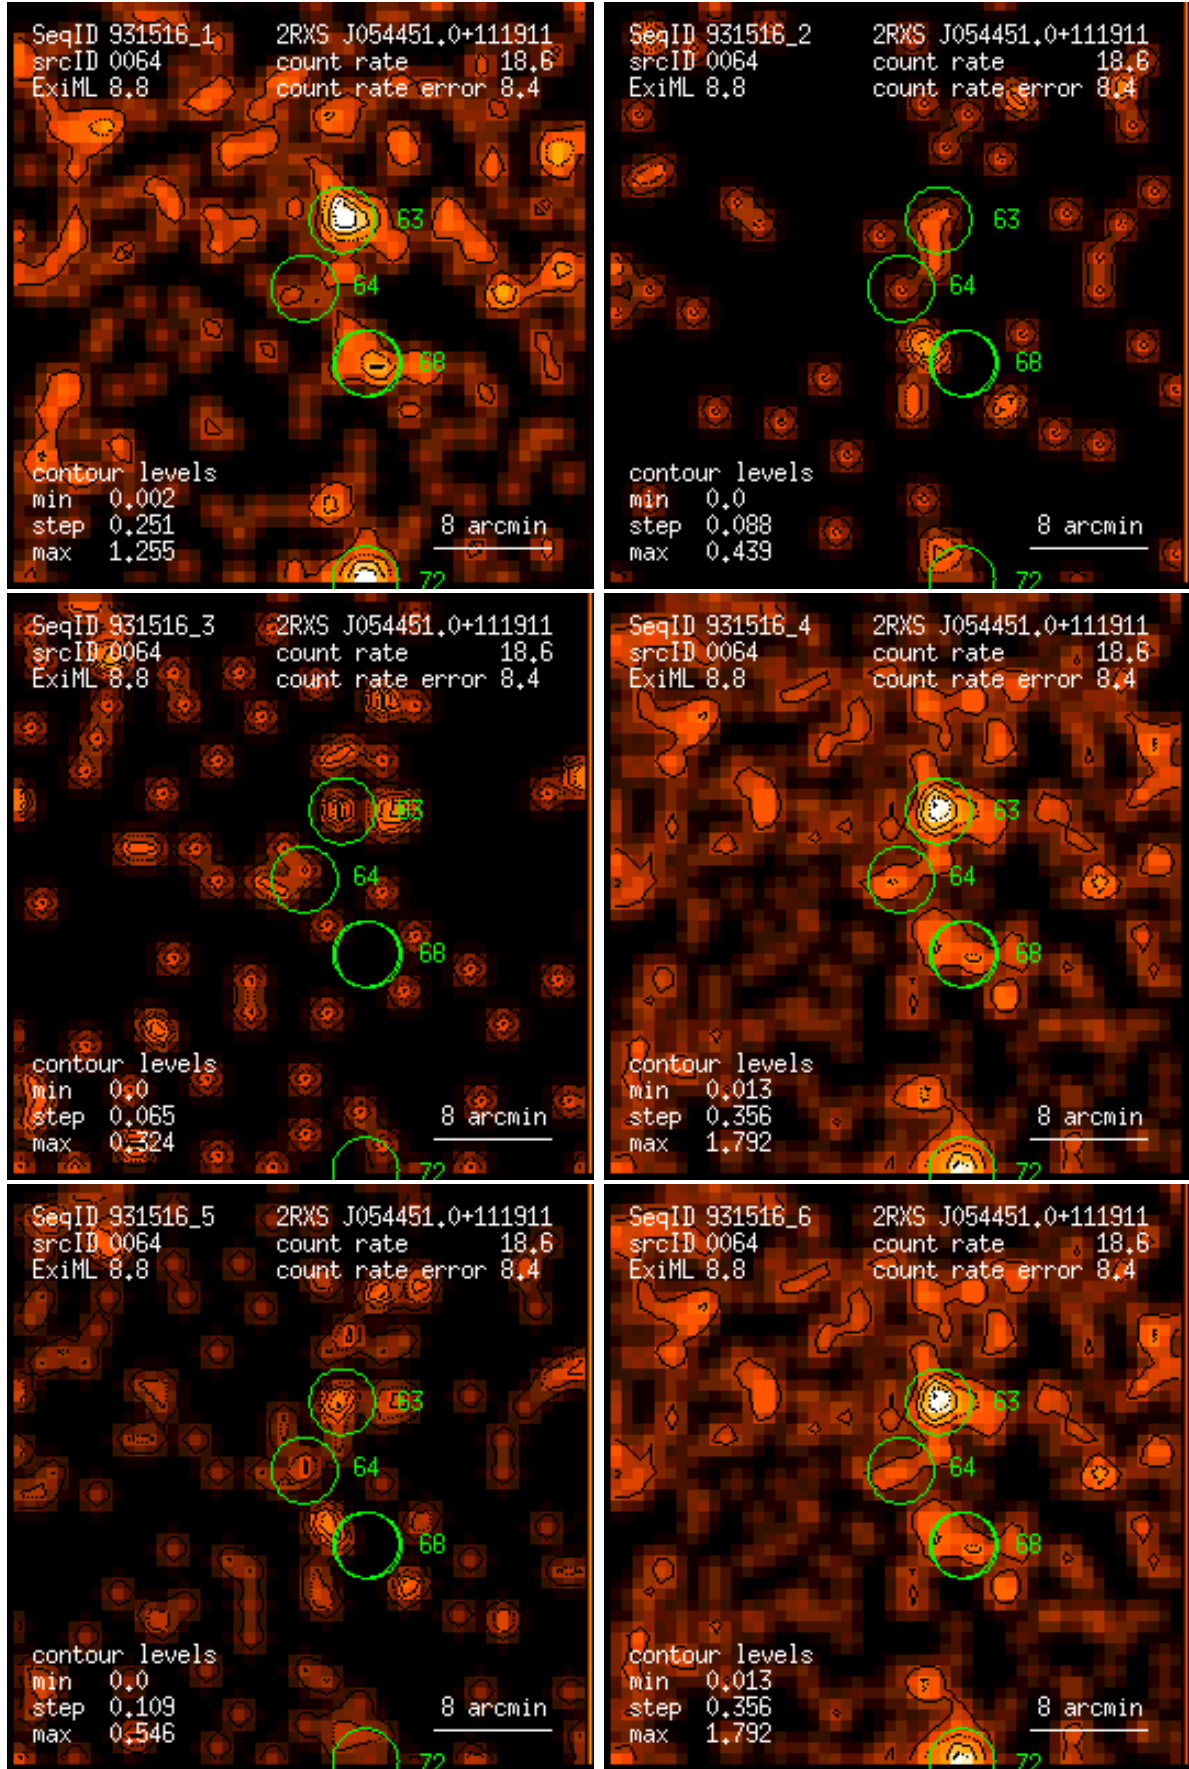 SeqID 931516_1 2RXS J054451.0+111911
srcID 0064 count rate 18.6
ExiML 8.8 count rate error 8.4
63
64
68
contour levels
min 0.002
step 0.251 8 arcmin
max 1.255
72
SeqID 931516_2 2RXS J054451.0+111911
srcID 0064 count rate 18.6
ExiML 8.8 count rate error 8.4
63
64
68
contour levels
min 0.0
step 0.088 8 arcmin
max 0.439
72
SeqID 931516_3 2RXS J054451.0+111911
srcID 0064 count rate 18.6
ExiML 8.8 count rate error 8.4
63
64
68
contour levels
min 0.0
step 0.065 8 arcmin
max 0.324
72
SeqID 931516_4 2RXS J054451.0+111911
srcID 0064 count rate 18.6
ExiML 8.8 count rate error 8.4
63
64
68
contour levels
min 0.013
step 0.356 8 arcmin
max 1.792
72
SeqID 931516_5 2RXS J054451.0+111911
srcID 0064 count rate 18.6
ExiML 8.8 count rate error 8.4
63
64
68
contour levels
min 0.0
step 0.109 8 arcmin
max 0.546
72
SeqID 931516_6 2RXS J054451.0+111911
srcID 0064 count rate 18.6
ExiML 8.8 count rate error 8.4
63
64
68
contour levels
min 0.013
step 0.356 8 arcmin
max 1.792
72